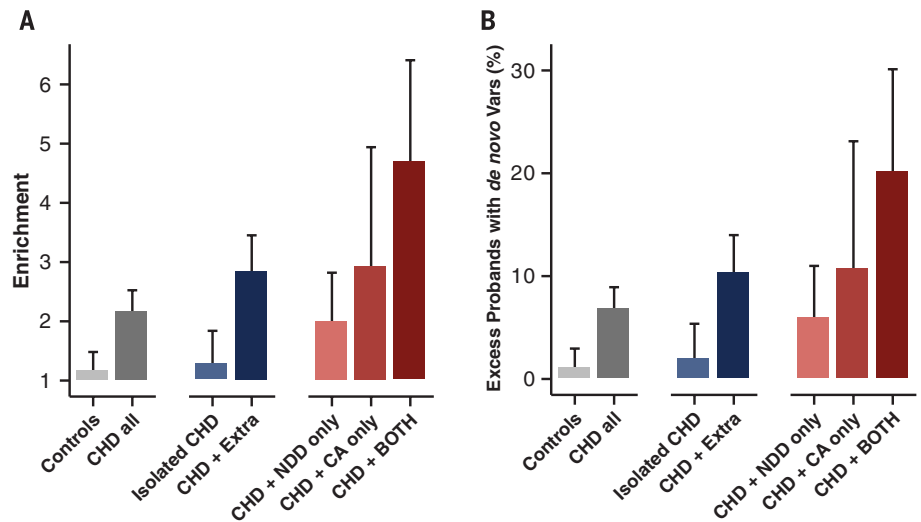 A
Enrichment
6
5
4
3
2
1
Controls
CHD all
Isolated CHD
CHD + Extra
CHD + NDD only
CHD + CA only
CHD + BOTH
B
Excess Probands with de novo Vars (%)
30
20
10
0
Controls
CHD all
Isolated CHD
CHD + Extra
CHD + NDD only
CHD + CA only
CHD + BOTH